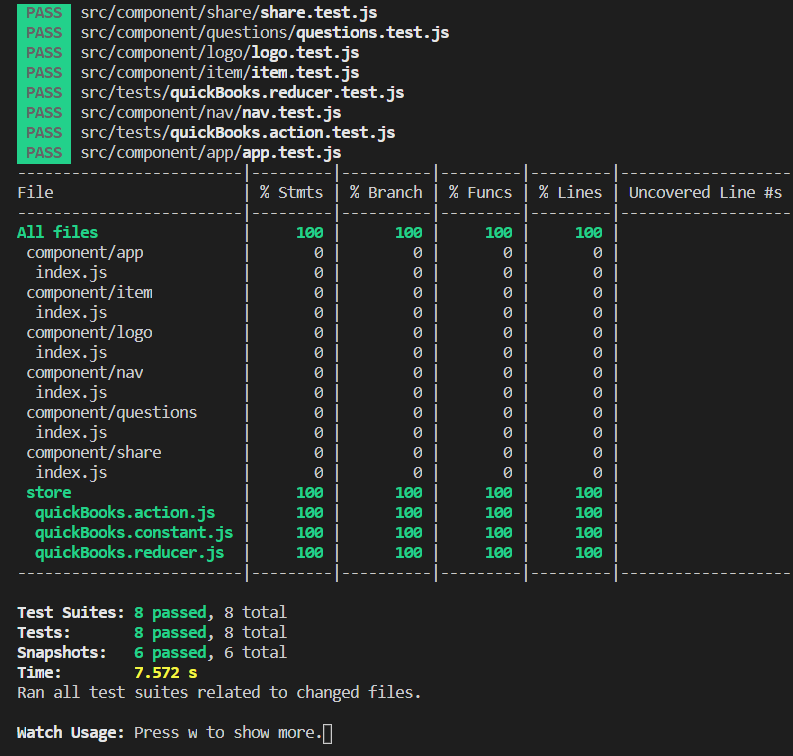 PASS src/component/share/share.test.js
PASS src/component/questions/questions.test.js
PASS src/component/logo/logo.test.js
PASS src/component/item/item.test.js
PASS src/tests/quickBooks.reducer.test.js
PASS src/component/nav/nav.test.js
PASS src/tests/quickBooks.action.test.js
PASS src/component/app/app.test.js
-------------------------|---------|----------|---------|---------|-------------------
File                     | % Stmts | % Branch | % Funcs | % Lines | Uncovered Line #s
-------------------------|---------|----------|---------|---------|-------------------
All files                |     100 |      100 |     100 |     100 |
 component/app           |       0 |        0 |       0 |       0 |
  index.js               |       0 |        0 |       0 |       0 |
 component/item          |       0 |        0 |       0 |       0 |
  index.js               |       0 |        0 |       0 |       0 |
 component/logo          |       0 |        0 |       0 |       0 |
  index.js               |       0 |        0 |       0 |       0 |
 component/nav           |       0 |        0 |       0 |       0 |
  index.js               |       0 |        0 |       0 |       0 |
 component/questions     |       0 |        0 |       0 |       0 |
  index.js               |       0 |        0 |       0 |       0 |
 component/share         |       0 |        0 |       0 |       0 |
  index.js               |       0 |        0 |       0 |       0 |
 store                   |     100 |      100 |     100 |     100 |
  quickBooks.action.js   |     100 |      100 |     100 |     100 |
  quickBooks.constant.js |     100 |      100 |     100 |     100 |
  quickBooks.reducer.js  |     100 |      100 |     100 |     100 |
-------------------------|---------|----------|---------|---------|-------------------
Test Suites: 8 passed, 8 total
Tests:       8 passed, 8 total
Snapshots:   6 passed, 6 total
Time:        7.572 s
Ran all test suites related to changed files.
Watch Usage: Press w to show more.